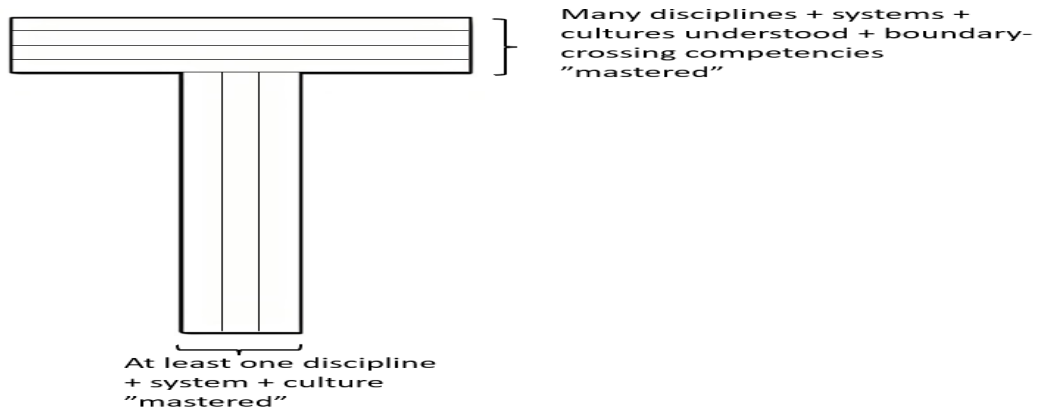 Many disciplines + systems +
cultures understood + boundary-
crossing competencies
”mastered”
At least one discipline
+ system + culture
”mastered”